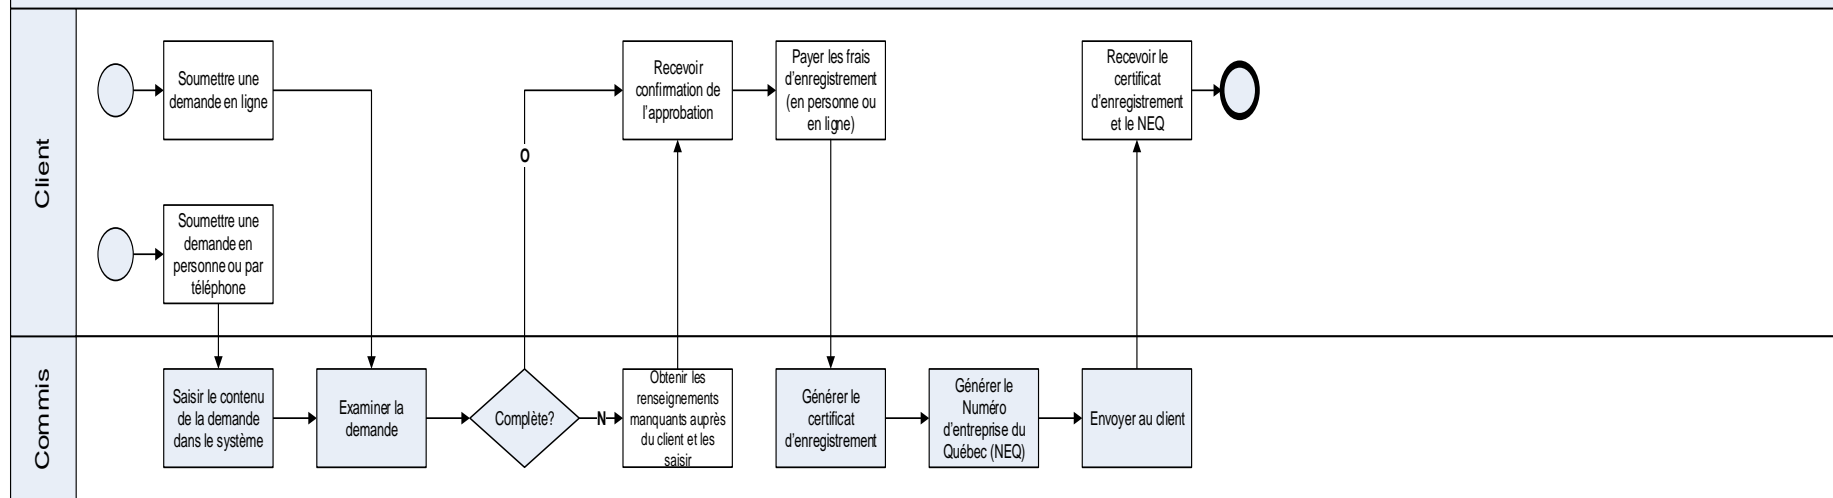 Client
Soumettre une
demande en ligne
O
Recevoir
confirmation de
l'approbation
Payer les frais
d'enregistrement
(en personne ou
en ligne)
Recevoir le
certificat
d'enregistrement
et le NEQ
Soumettre une
demande en
personne ou par
téléphone
Commis
Saisir le contenu
de la demande
dans le système
Examiner la
demande
Complète?
N
Obtenir les
renseignements
manquants auprès
du client et les
saisir
Générer le
certificat
d'enregistrement
Générer le
Numéro
d'entreprise du
Québec (NEQ)
Envoyer au client